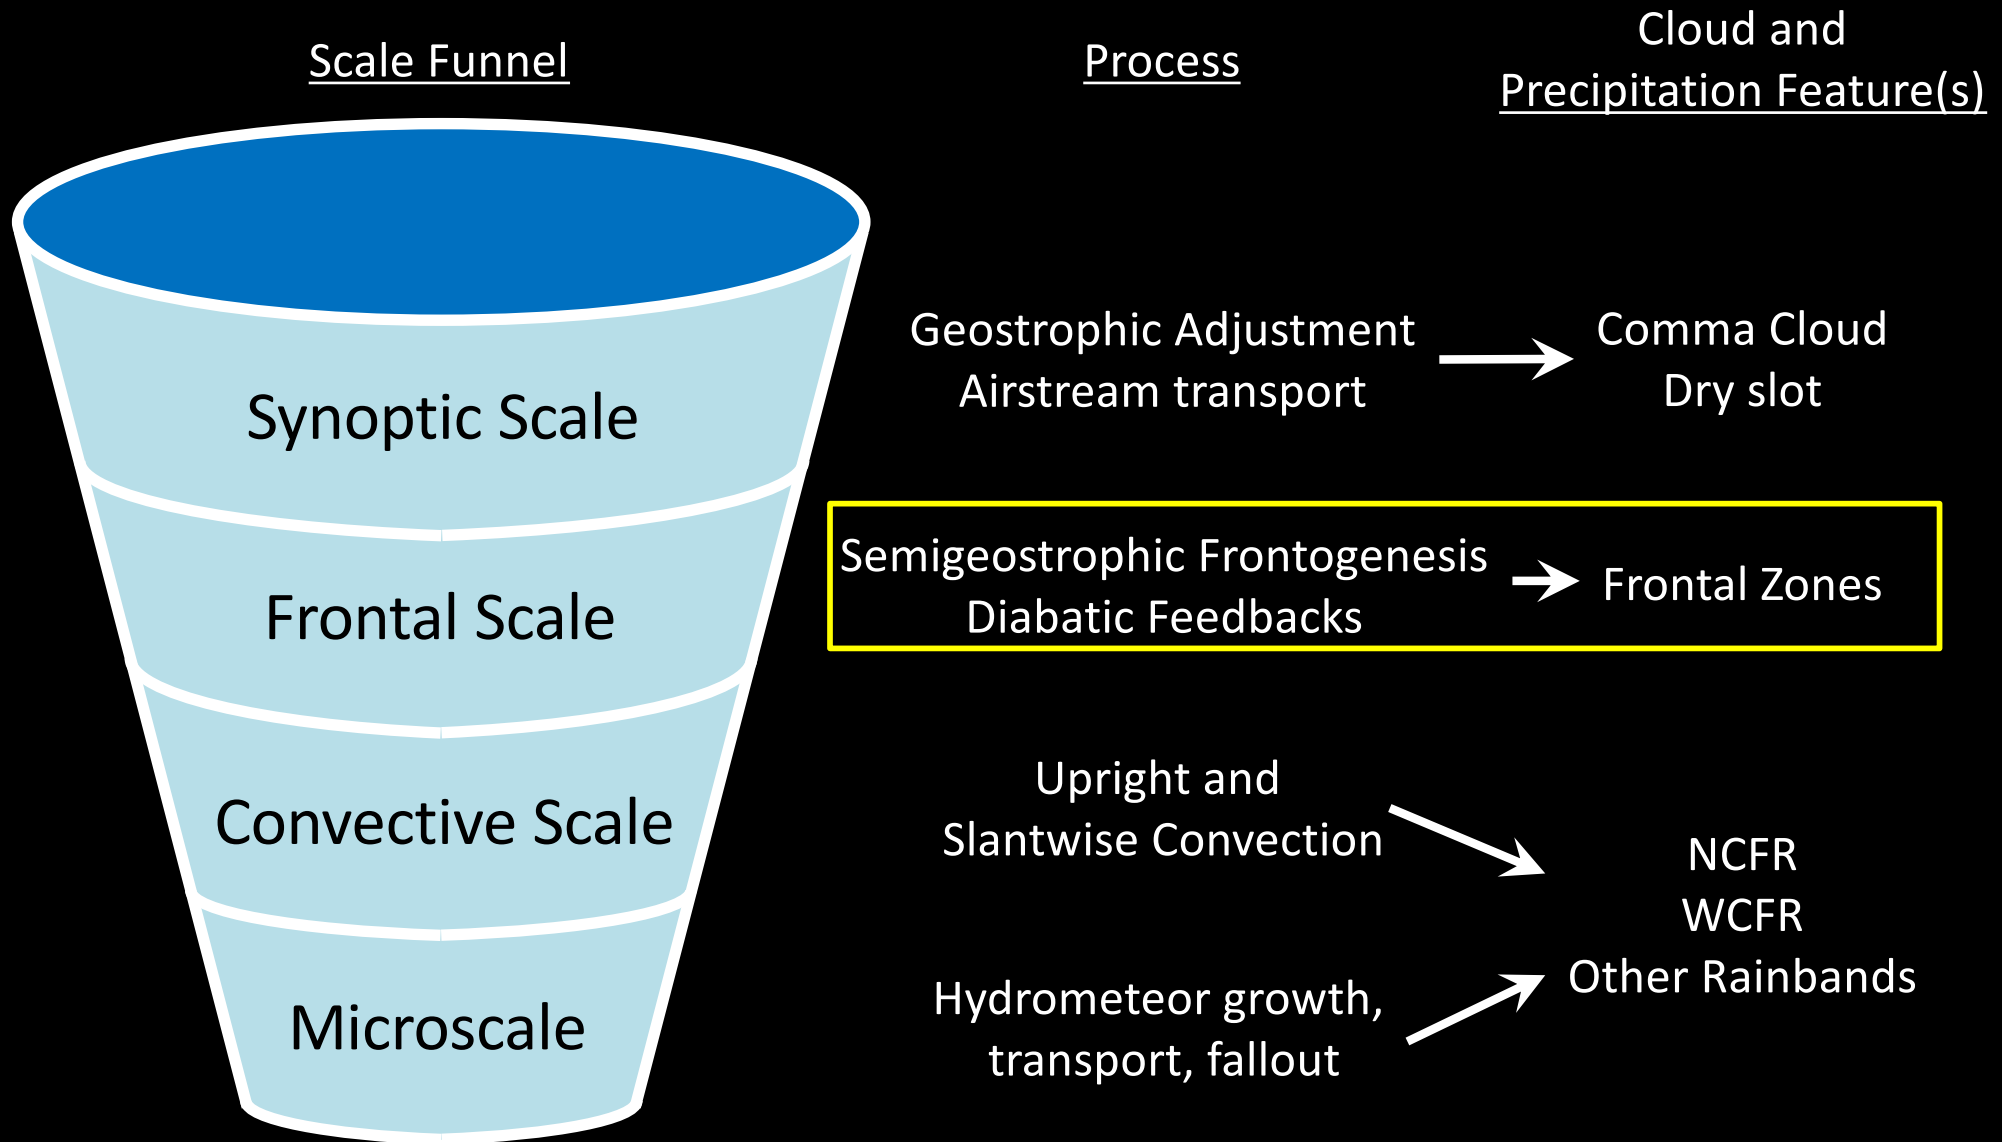 Scale Funnel
Process
Cloud and
Precipitation Feature(s)
Synoptic Scale
Geostrophic Adjustment
Airstream transport
Comma Cloud
Dry slot
Frontal Scale
Semigeostrophic Frontogenesis
Diabatic Feedbacks
Frontal Zones
Convective Scale
Upright and
Slantwise Convection
Microscale
Hydrometeor growth,
transport, fallout
NCFR
WCFR
Other Rainbands